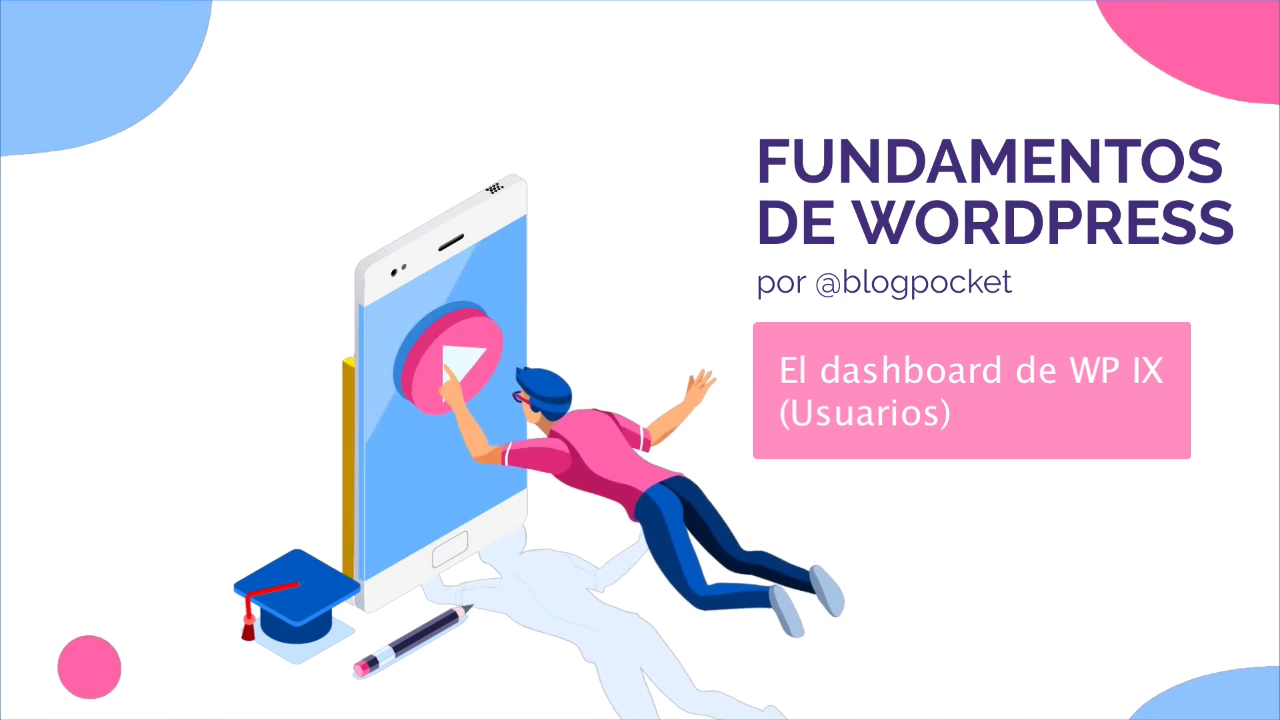 FUNDAMENTOS
DE WORDPRESS
por @blogpocket
El dashboard de WP IX
(Usuarios)